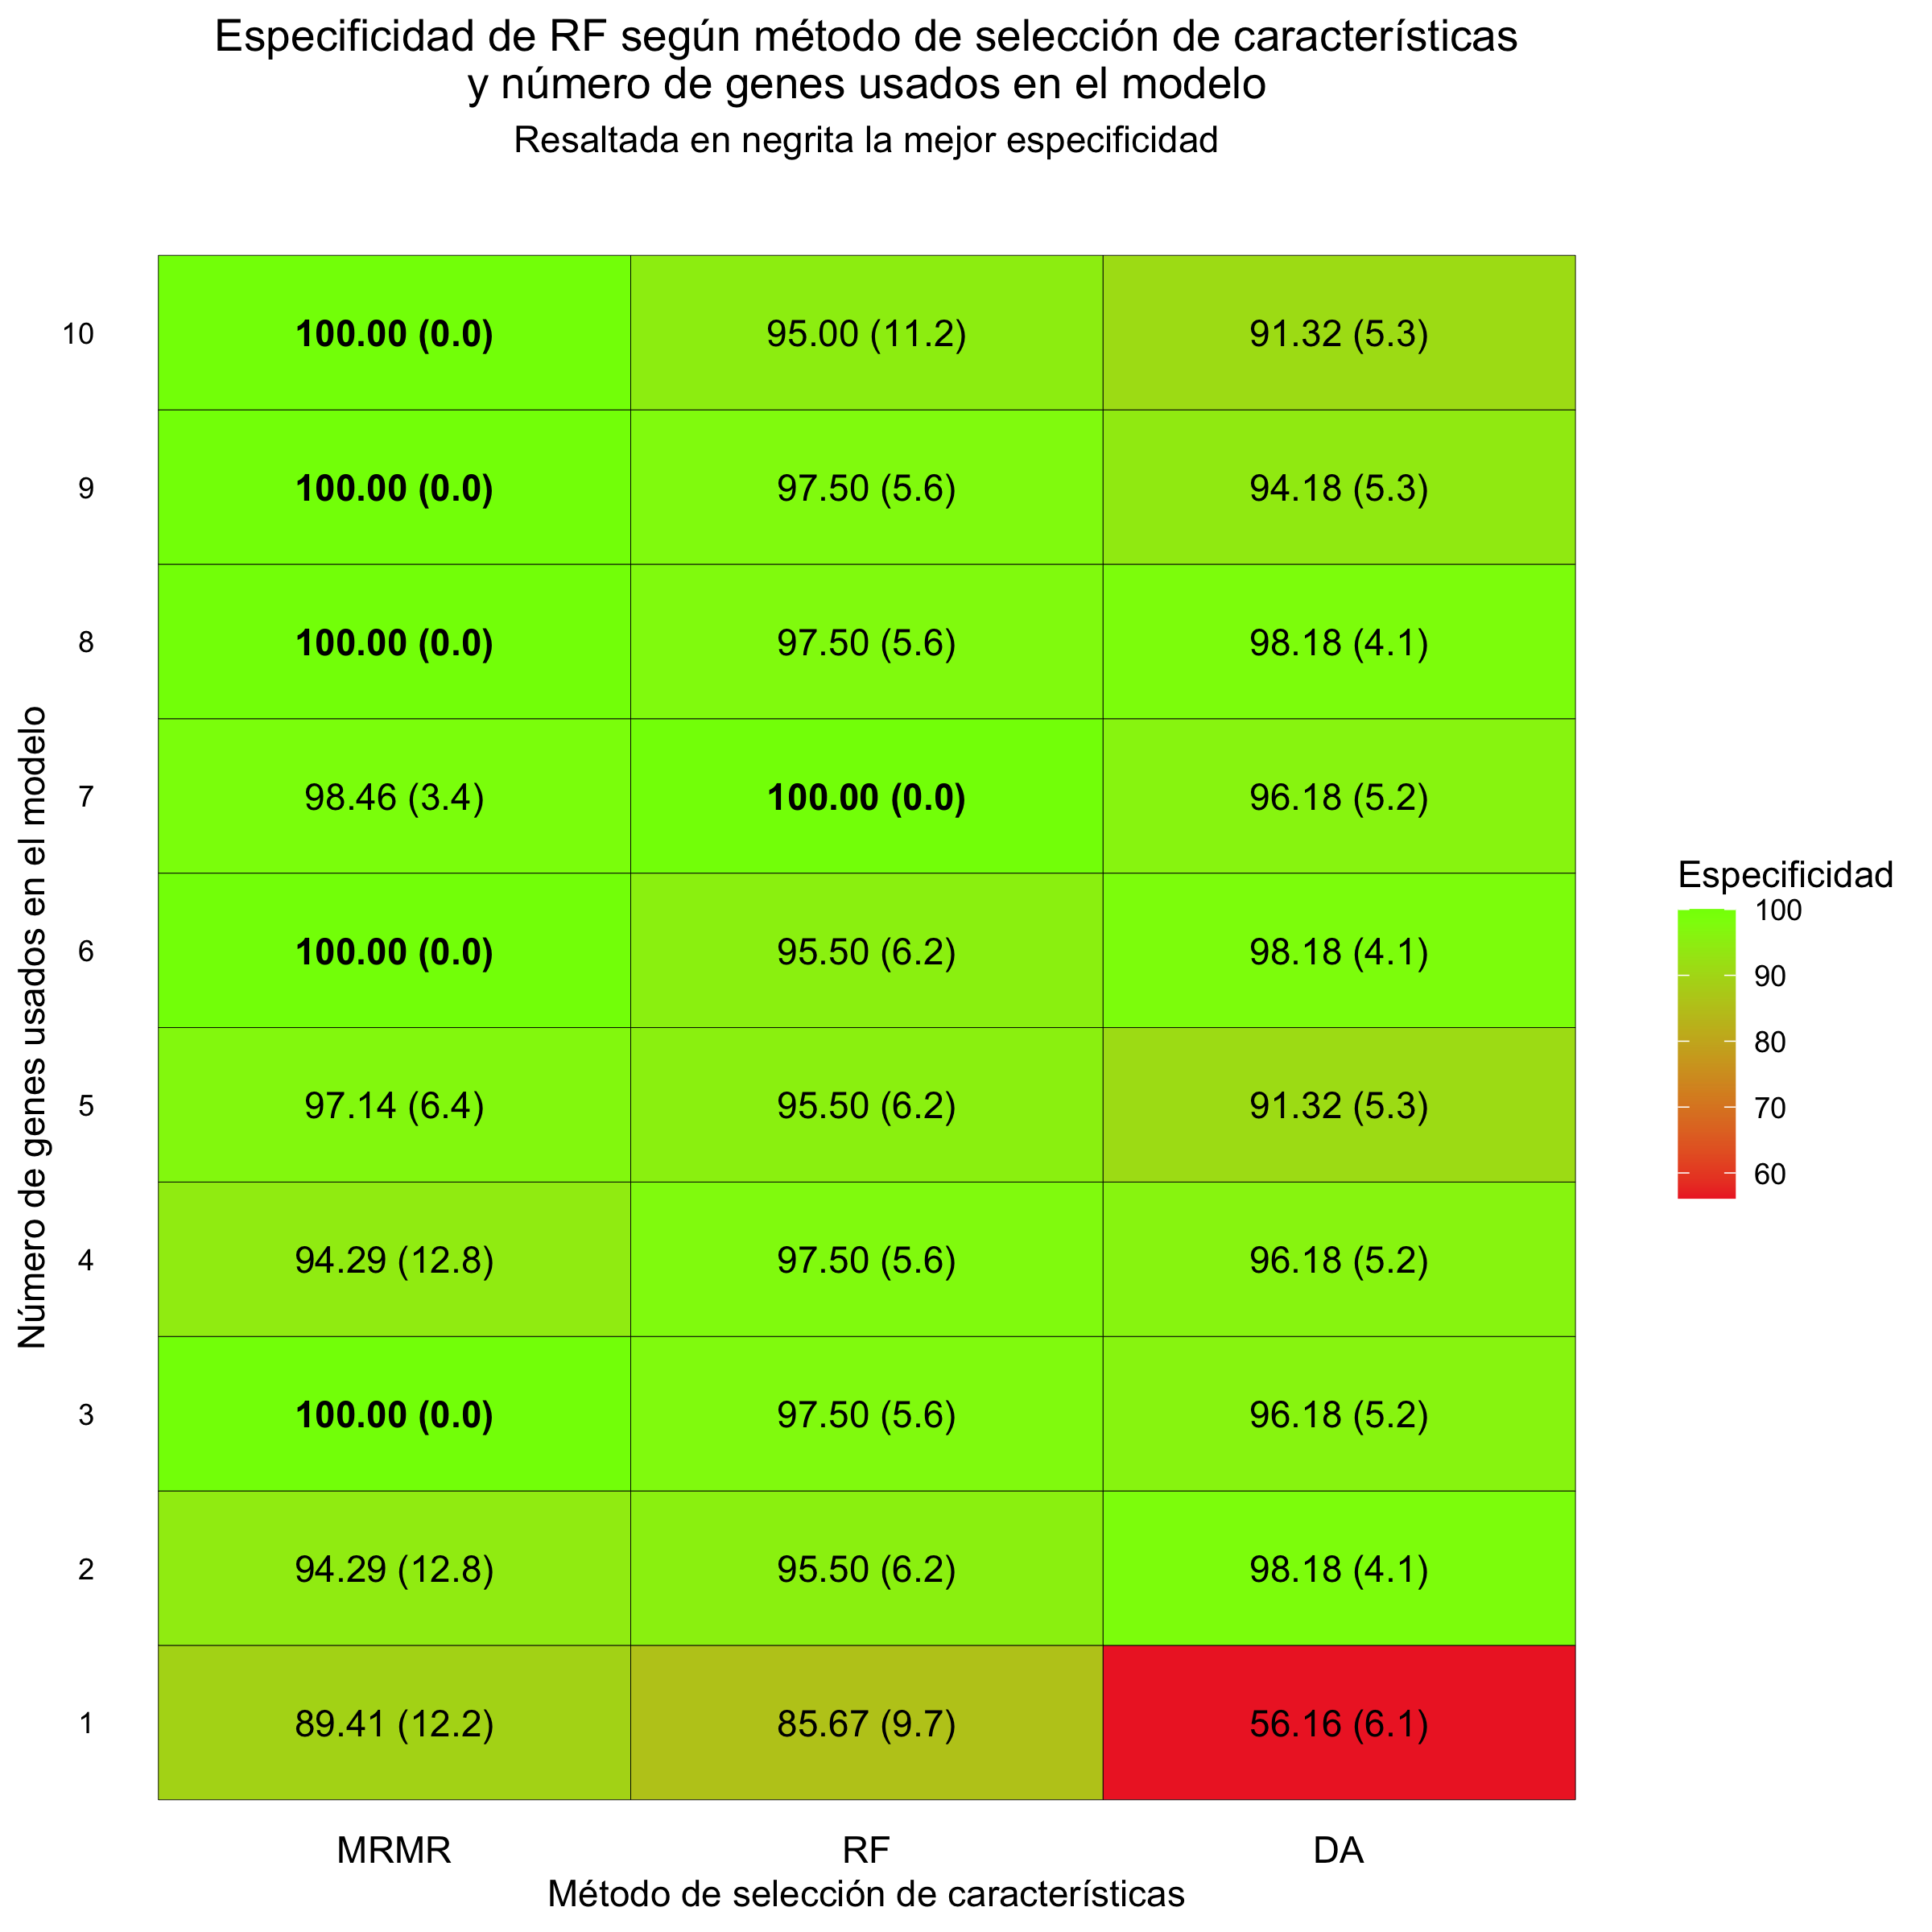 Especificidad de RF según método de selección de características
y número de genes usados en el modelo
Resaltada en negrita la mejor especificidad
Número de genes usados en el modelo
10 100.00 (0.0) 95.00 (11.2) 91.32 (5.3)
9 100.00 (0.0) 97.50 (5.6) 94.18 (5.3)
8 100.00 (0.0) 97.50 (5.6) 98.18 (4.1)
7 98.46 (3.4) 100.00 (0.0) 96.18 (5.2)
6 100.00 (0.0) 95.50 (6.2) 98.18 (4.1)
5 97.14 (6.4) 95.50 (6.2) 91.32 (5.3)
4 94.29 (12.8) 97.50 (5.6) 96.18 (5.2)
3 100.00 (0.0) 97.50 (5.6) 96.18 (5.2)
2 94.29 (12.8) 95.50 (6.2) 98.18 (4.1)
1 89.41 (12.2) 85.67 (9.7) 56.16 (6.1)
MRMR RF DA
Método de selección de características
Especificidad
100
90
80
70
60